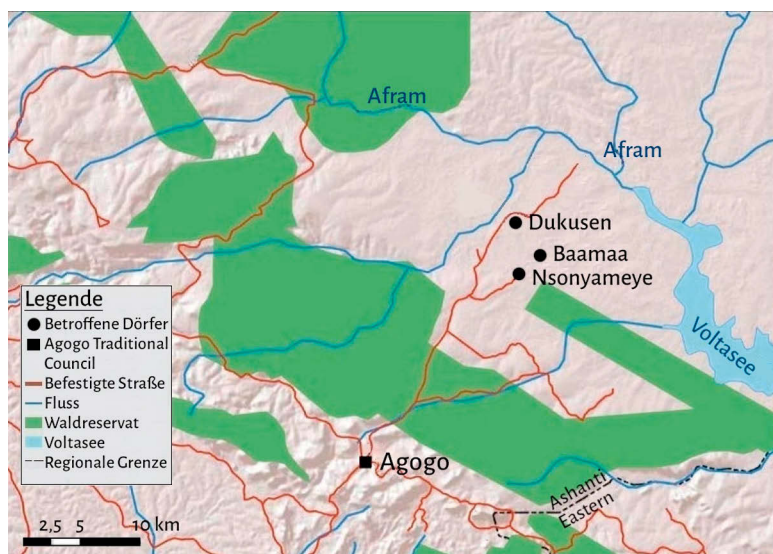 Afram
Afram
Dukusen
Baamaa
Nsonyameye
Voltasee
Agogo
Ashanti
Eastern
Legende
Betroffene Dörfer
Agogo Traditional
Council
Befestigte Straße
Fluss
Waldreservat
Voltasee
Regionale Grenze
2,5 5 10 km